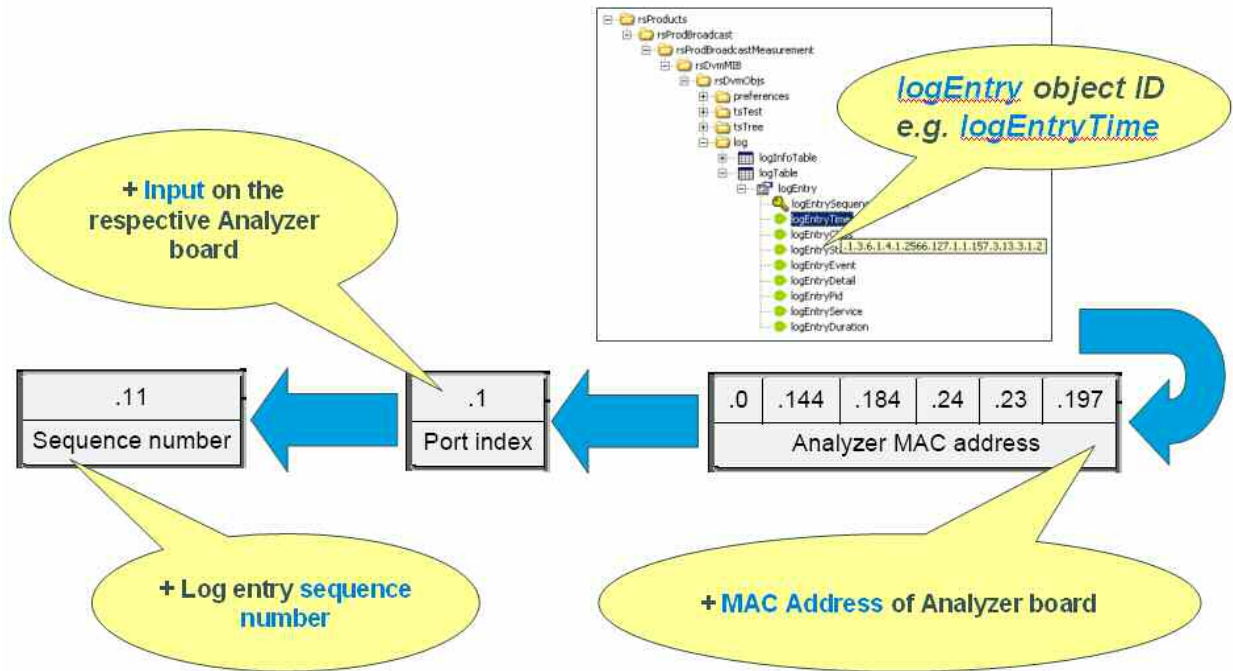 rsProducts
rsProdBroadcast
rsProdBroadcastMeasurement
rsDvmMIB
rsDvmObjs
preferences
tsTest
tsTree
log
logInfoTable
logTable
logEntry
logEntrySequen
logEntryTime
logEntryC
logEntrySt
.1.3.6.1.4.1.2566.127.1.1.157.3.13.3.1.2
logEntryEvent
logEntryDetail
logEntryPid
logEntryService
logEntryDuration
logEntry object ID
e.g. logEntryTime
+ Input on the
respective Analyzer
board
.11
Sequence number
.1
Port index
.0 .144 .184 .24 .23 .197
Analyzer MAC address
+ Log entry sequence
number
+ MAC Address of Analyzer board